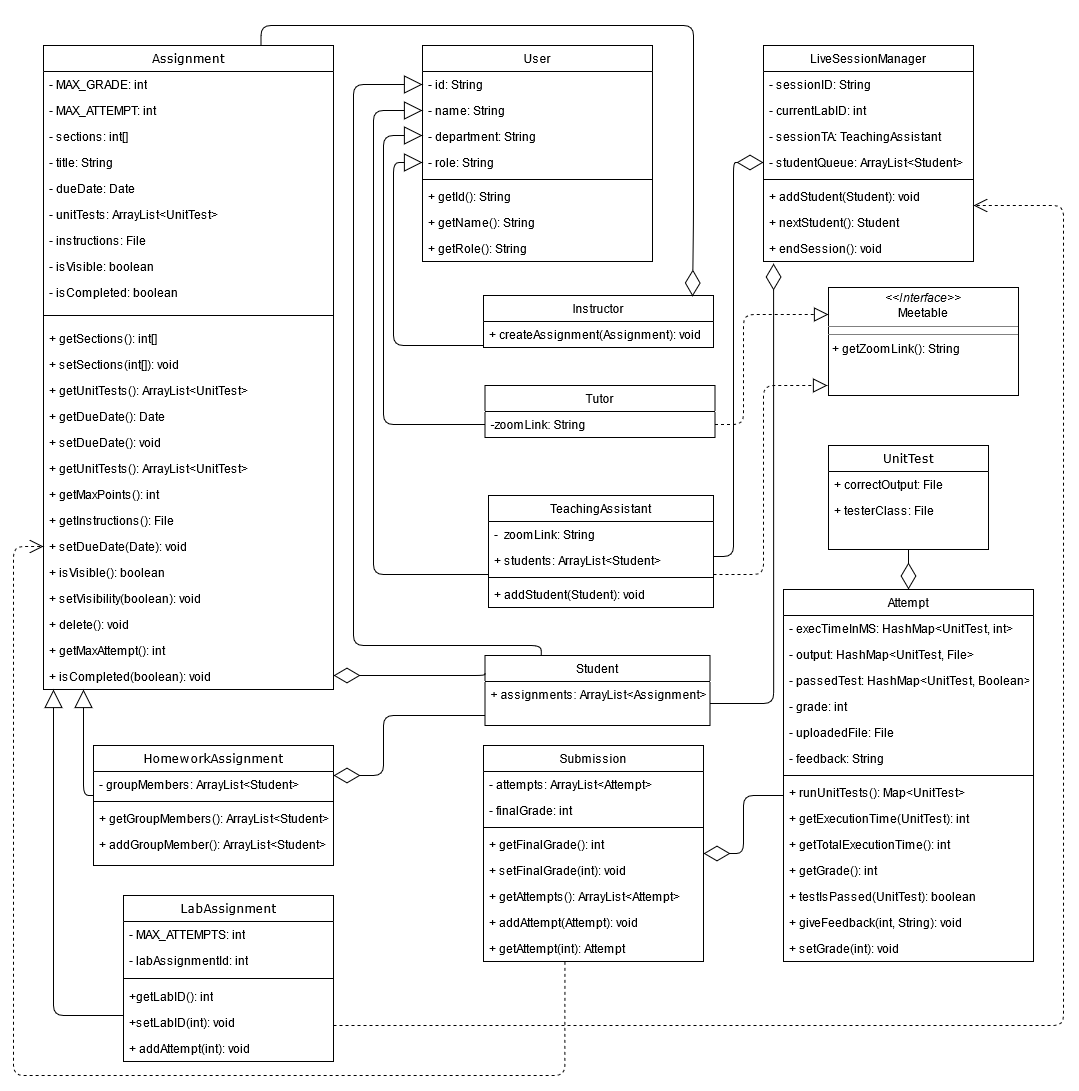 Assignment
- MAX_GRADE: int
- MAX_ATTEMPT: int
- sections: int[]
- title: String
- dueDate: Date
- unitTests: ArrayList<UnitTest>
- instructions: File
- isVisible: boolean
- isCompleted: boolean
+ getSections(): int[]
+ setSections(int[]): void
+ getUnitTests(): ArrayList<UnitTest>
+ getDueDate(): Date
+ setDueDate(): void
+ getUnitTests(): ArrayList<UnitTest>
+ getMaxPoints(): int
+ getInstructions(): File
+ setDueDate(Date): void
+ isVisible(): boolean
+ setVisibility(boolean): void
+ delete(): void
+ getMaxAttempt(): int
+ isCompleted(boolean): void
User
- id: String
- name: String
- department: String
- role: String
+ getId(): String
+ getName(): String
+ getRole(): String
LiveSessionManager
- sessionID: String
- currentLabID: int
- sessionTA: TeachingAssistant
- studentQueue: ArrayList<Student>
+ addStudent(Student): void
+ nextStudent(): Student
+ endSession(): void
Instructor
+ createAssignment(Assignment): void
<<Interface>>
Meetable
+ getZoomLink(): String
Tutor
-zoomLink: String
UnitTest
+ correctOutput: File
+ testerClass: File
TeachingAssistant
- zoomLink: String
+ students: ArrayList<Student>
+ addStudent(Student): void
Attempt
- execTimeInMS: HashMap<UnitTest, int>
- output: HashMap<UnitTest, File>
- passedTest: HashMap<UnitTest, Boolean>
- grade: int
- uploadedFile: File
- feedback: String
+ runUnitTests(): Map<UnitTest>
+ getExecutionTime(UnitTest): int
+ getTotalExecutionTime(): int
+ getGrade(): int
+ testIsPassed(UnitTest): boolean
+ giveFeedback(int, String): void
+ setGrade(int): void
Student
+ assignments: ArrayList<Assignment>
HomeworkAssignment
- groupMembers: ArrayList<Student>
+ getGroupMembers(): ArrayList<Student>
+ addGroupMember(): ArrayList<Student>
Submission
- attempts: ArrayList<Attempt>
- finalGrade: int
+ getFinalGrade(): int
+ setFinalGrade(int): void
+ getAttempts(): ArrayList<Attempt>
+ addAttempt(Attempt): void
+ getAttempt(int): Attempt
LabAssignment
- MAX_ATTEMPTS: int
- labAssignmentId: int
+getLabID(): int
+setLabID(int): void
+ addAttempt(int): void